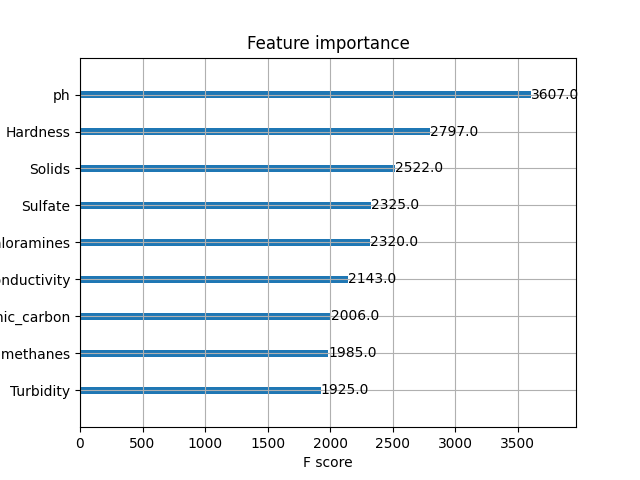 Feature importance
ph 3607.0
Hardness 2797.0
Solids 2522.0
Sulfate 2325.0
loramines 2320.0
nductivity 2143.0
nic_carbon 2006.0
methanes 1985.0
Turbidity 1925.0
0 500 1000 1500 2000 2500 3000 3500
F score